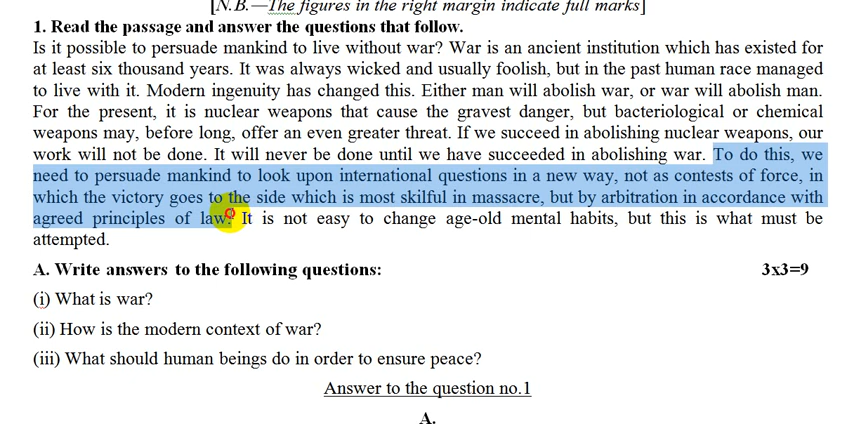 [N.B.—The figures in the right margin indicate full marks]
1. Read the passage and answer the questions that follow.
Is it possible to persuade mankind to live without war? War is an ancient institution which has existed for
at least six thousand years. It was always wicked and usually foolish, but in the past human race managed
to live with it. Modern ingenuity has changed this. Either man will abolish war, or war will abolish man.
For the present, it is nuclear weapons that cause the gravest danger, but bacteriological or chemical
weapons may, before long, offer an even greater threat. If we succeed in abolishing nuclear weapons, our
work will not be done. It will never be done until we have succeeded in abolishing war. To do this, we
need to persuade mankind to look upon international questions in a new way, not as contests of force, in
which the victory goes to the side which is most skilful in massacre, but by arbitration in accordance with
agreed principles of law. It is not easy to change age-old mental habits, but this is what must be
attempted.
A. Write answers to the following questions: 3x3=9
(i) What is war?
(ii) How is the modern context of war?
(iii) What should human beings do in order to ensure peace?
Answer to the question no.1
A.